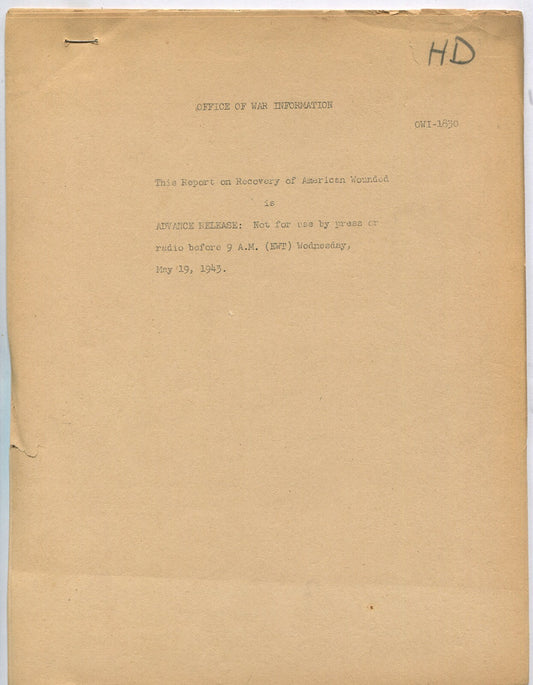 HD
OFFICE OF WAR INFORMATION
OWI-1830
This Report on Recovery of American Wounded
is
ADVANCE RELEASE: Not for use by press or
radio before 9 A.M. (EWT) Wednesday,
May 19, 1943.